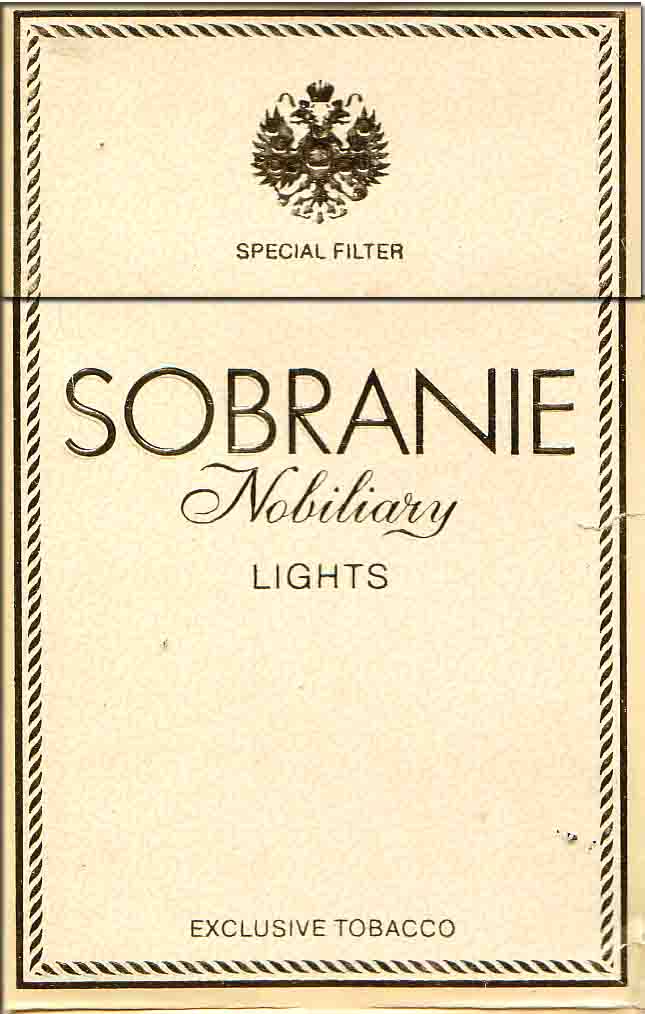 SPECIAL FILTER
SOBRANIE
Nobiliary
LIGHTS
EXCLUSIVE TOBACCO